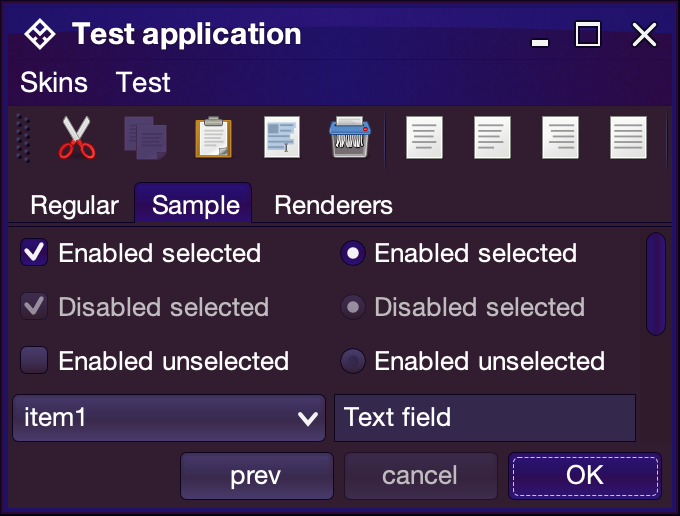 Test application
Skins Test
Regular Sample Renderers
Enabled selected Enabled selected
Disabled selected Disabled selected
Enabled unselected Enabled unselected
item1 Text field
prev cancel OK